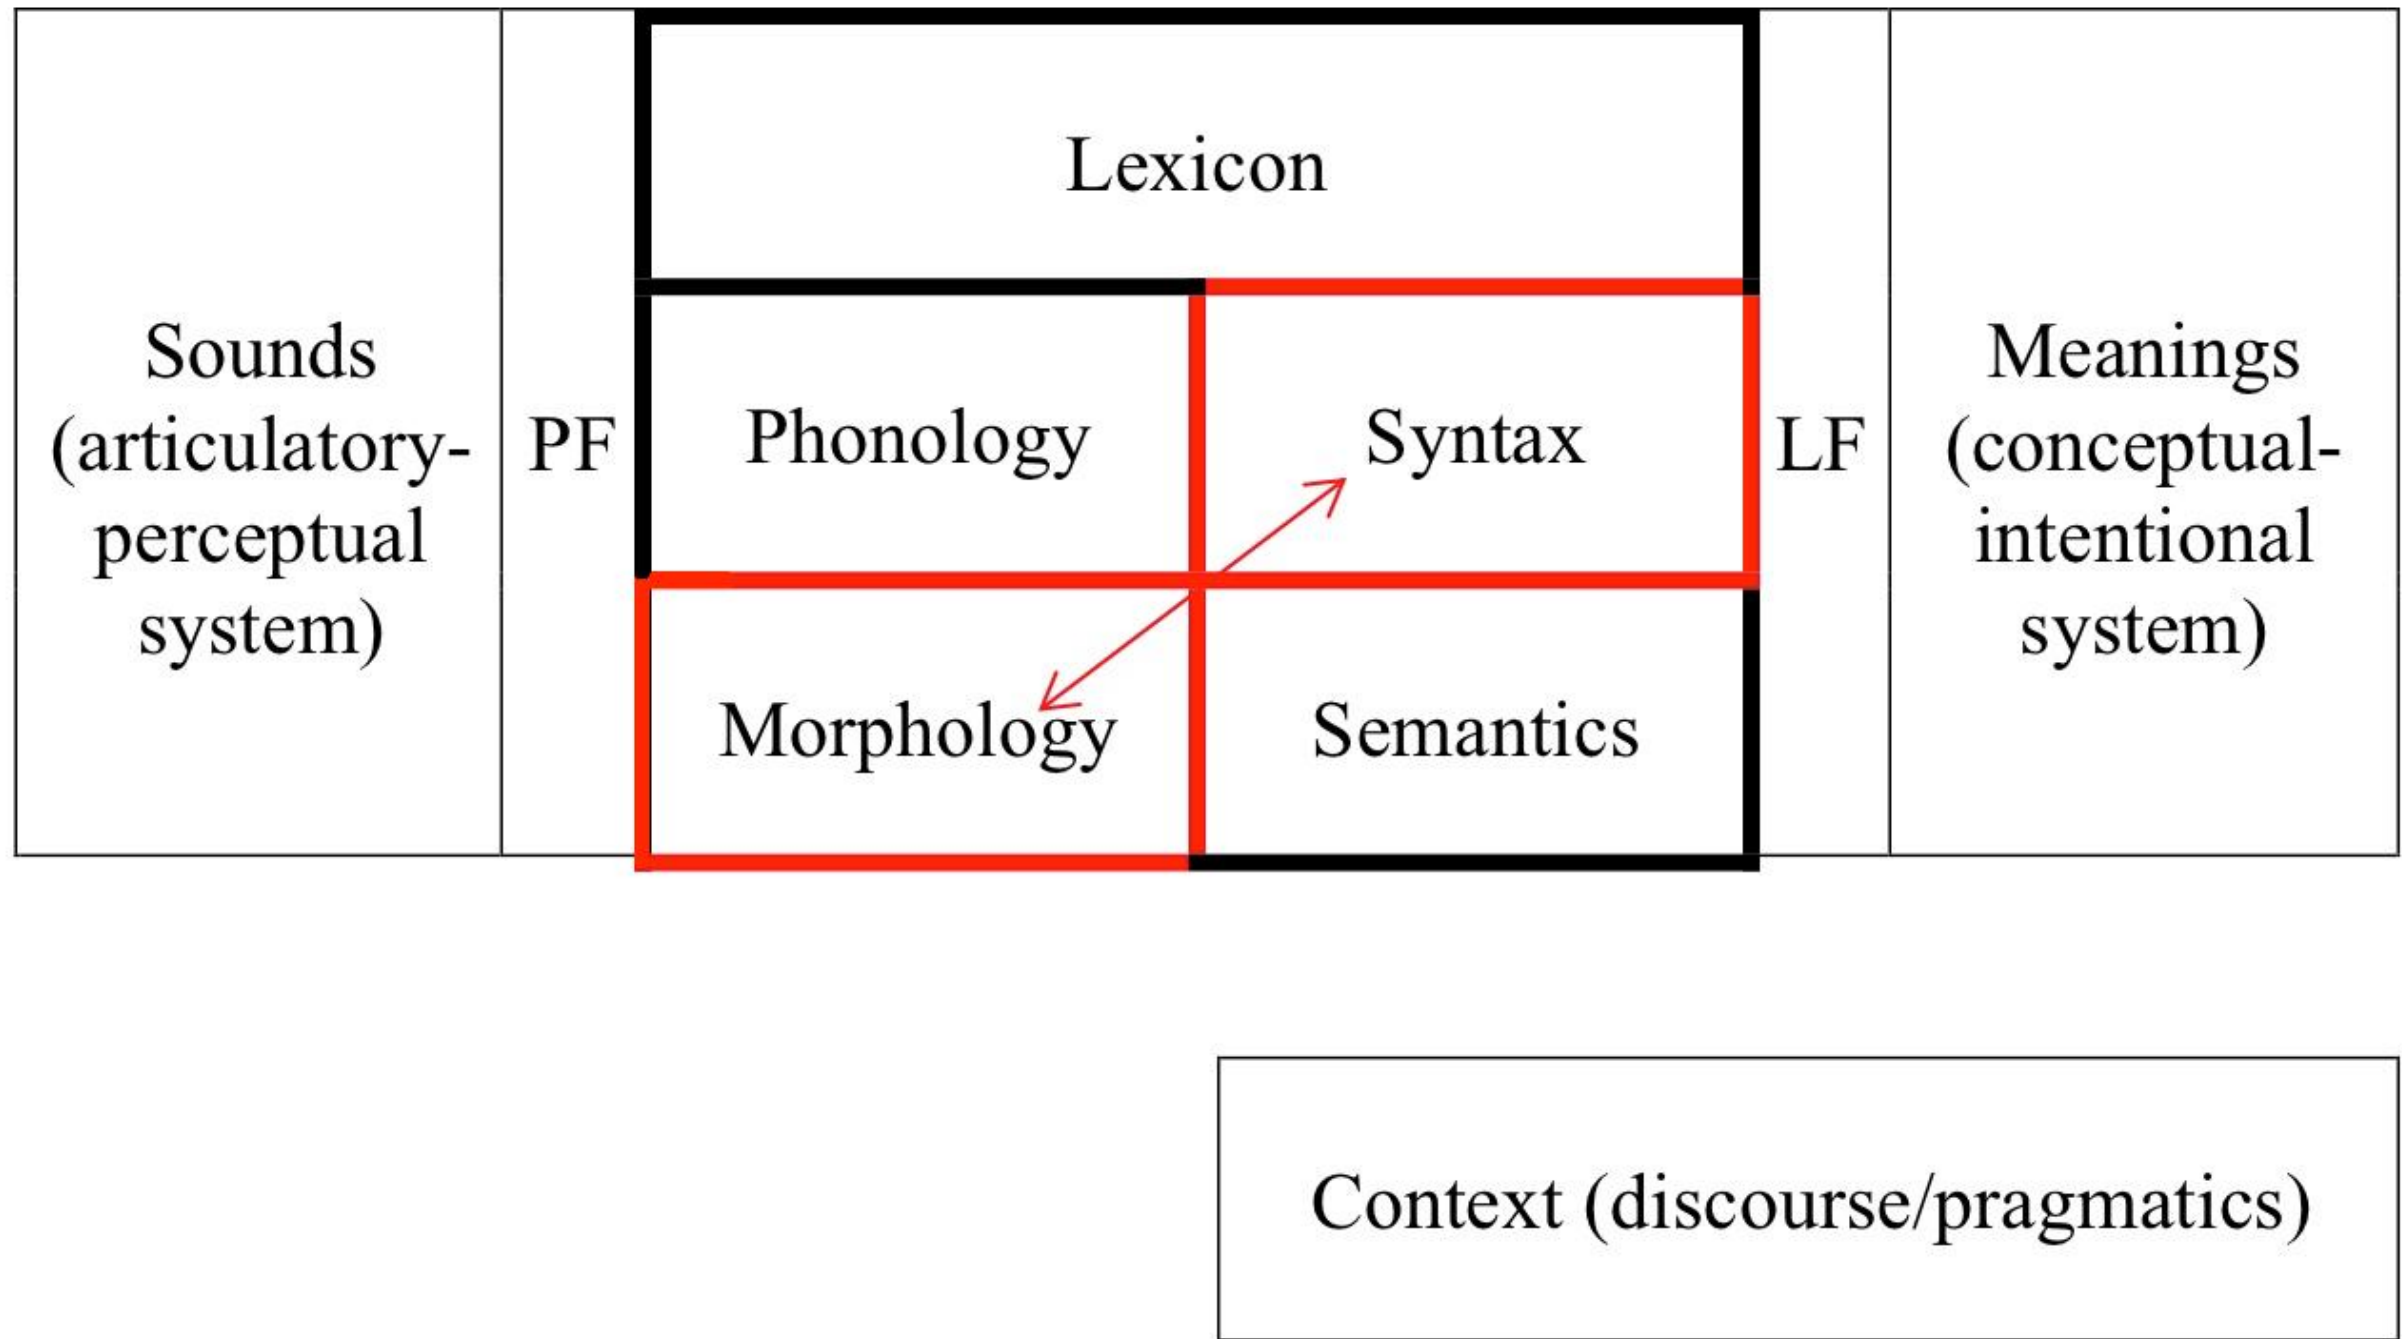 Lexicon
Sounds
(articulatory-
perceptual
system)
PF
Phonology
Syntax
LF
Meanings
(conceptual-
intentional
system)
Morphology
Semantics
Context (discourse/pragmatics)